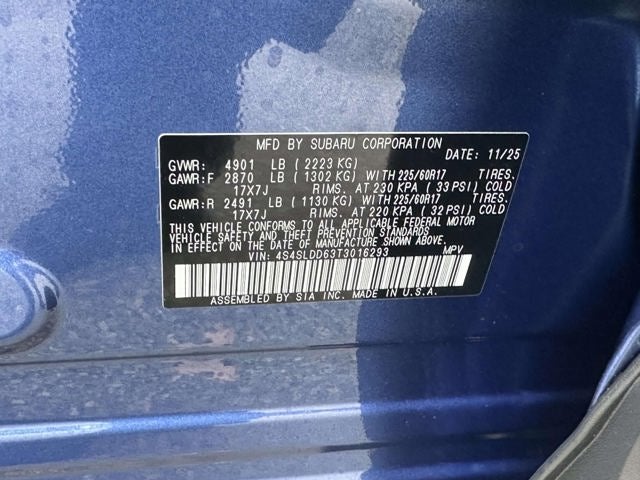 MFD BY SUBARU CORPORATION
DATE: 11/25
GVWR: 4901 LB ( 2223 KG)
GAWR:F 2870 LB ( 1302 KG) WITH 225/60R17 TIRES.
17X7J RIMS. AT 230 KPA ( 33 PSI) COLD
GAWR:R 2491 LB ( 1130 KG) WITH 225/60R17 TIRES.
17X7J RIMS. AT 220 KPA ( 32 PSI) COLD
THIS VEHICLE CONFORMS TO ALL APPLICABLE FEDERAL MOTOR
VEHICLE SAFETY, BUMPER, AND THEFT PREVENTION STANDARDS
IN EFFECT ON THE DATE OF MANUFACTURE SHOWN ABOVE.
VIN: 4S4SLDD63T3016293 MPV
ASSEMBLED BY SIA INC. MADE IN U.S.A.